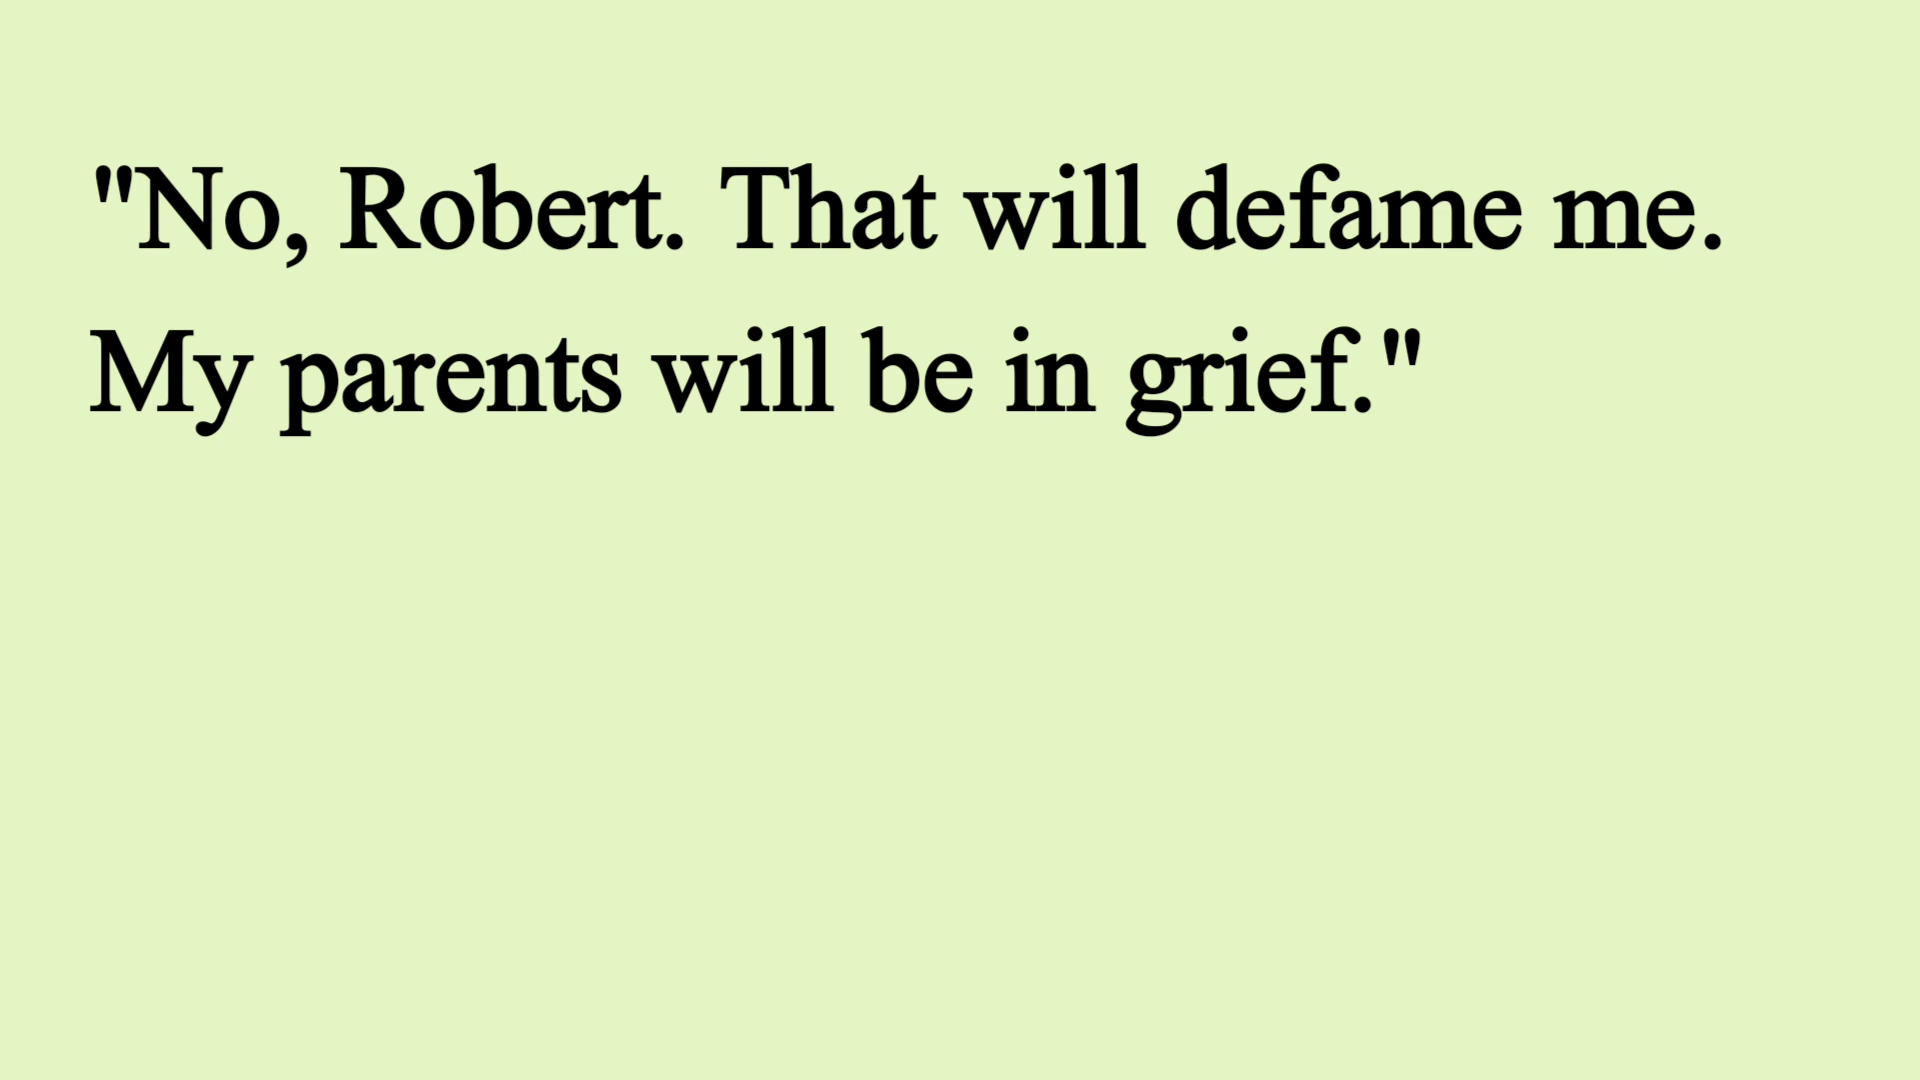 "No, Robert. That will defame me.
My parents will be in grief."